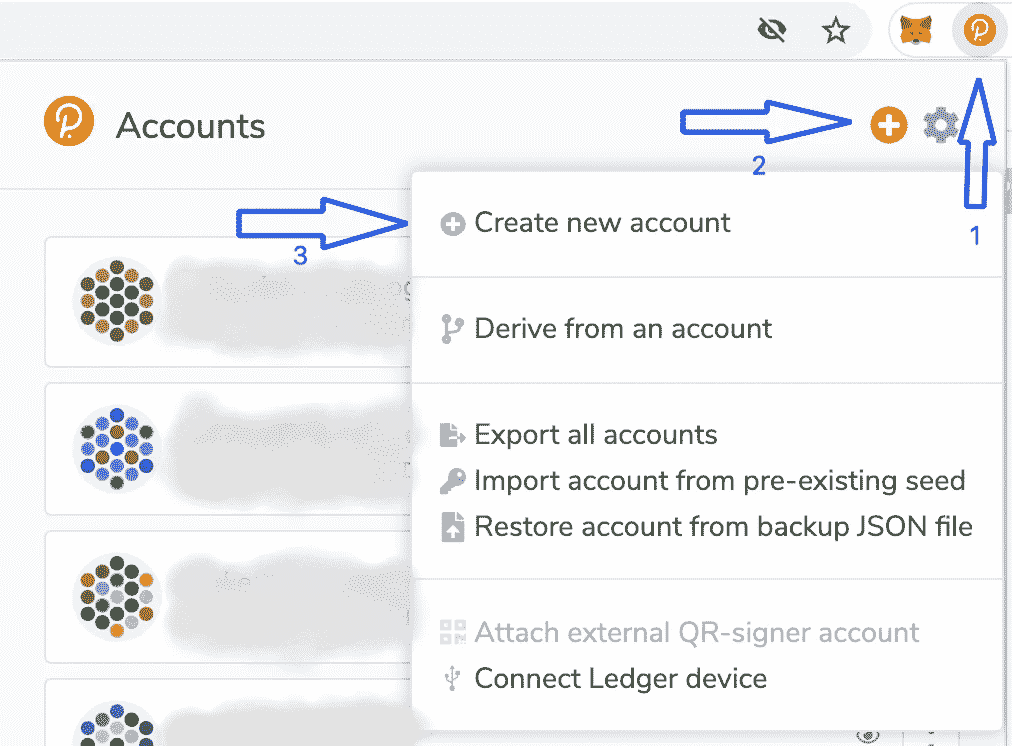 Accounts
2
1
Create new account
3
Derive from an account
Export all accounts
Import account from pre-existing seed
Restore account from backup JSON file
Attach external QR-signer account
Connect Ledger device